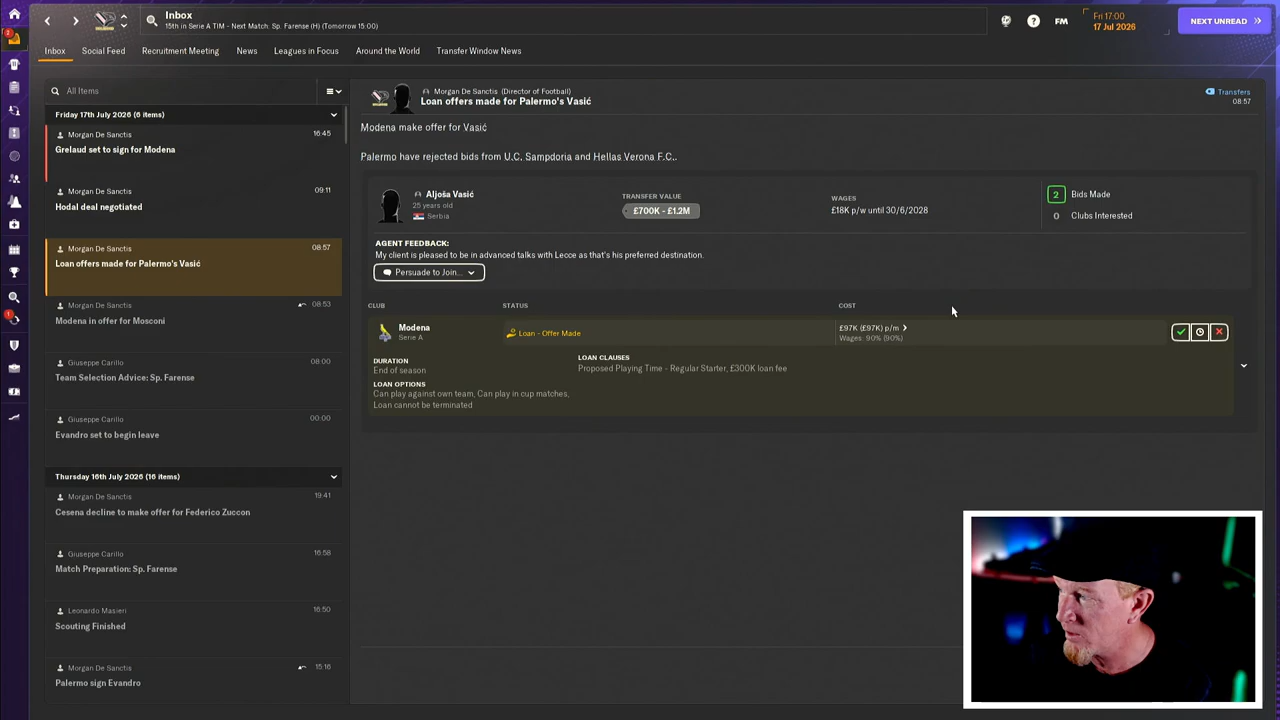 Inbox
15th in Serie A TIM - Next Match: Sp. Farense (H) (Tomorrow 15:00)
FM
Fri 17:00
17 Jul 2026
NEXT UNREAD
Inbox
Social Feed
Recruitment Meeting
News
Leagues in Focus
Around the World
Transfer Window News
2
1
All Items
Friday 17th July 2026 (6 items)
Morgan De Sanctis
16:45
Grelaud set to sign for Modena
Morgan De Sanctis
09:11
Hodal deal negotiated
Morgan De Sanctis
08:57
Loan offers made for Palermo's Vasić
Morgan De Sanctis
08:53
Modena in offer for Mosconi
Giuseppe Carillo
08:00
Team Selection Advice: Sp. Farense
Giuseppe Carillo
00:00
Evandro set to begin leave
Thursday 16th July 2026 (16 items)
Morgan De Sanctis
19:41
Cesena decline to make offer for Federico Zuccon
Giuseppe Carillo
16:58
Match Preparation: Sp. Farense
Leonardo Masieri
16:50
Scouting Finished
Morgan De Sanctis
15:16
Palermo sign Evandro
Morgan De Sanctis (Director of Football)
Loan offers made for Palermo's Vasić
Transfers
08:57
Modena make offer for Vasić
Palermo have rejected bids from U.C. Sampdoria and Hellas Verona F.C..
Aljoša Vasić
25 years old
Serbia
TRANSFER VALUE
£700K - £1.2M
WAGES
£18K p/w until 30/6/2028
2 Bids Made
0 Clubs Interested
AGENT FEEDBACK:
My client is pleased to be in advanced talks with Lecce as that's his preferred destination.
Persuade to Join...
CLUB
STATUS
COST
Modena
Serie A
Loan - Offer Made
£97K (£97K) p/m
Wages: 90% (90%)
DURATION
End of season
LOAN CLAUSES
Proposed Playing Time - Regular Starter, £300K loan fee
LOAN OPTIONS
Can play against own team, Can play in cup matches,
Loan cannot be terminated